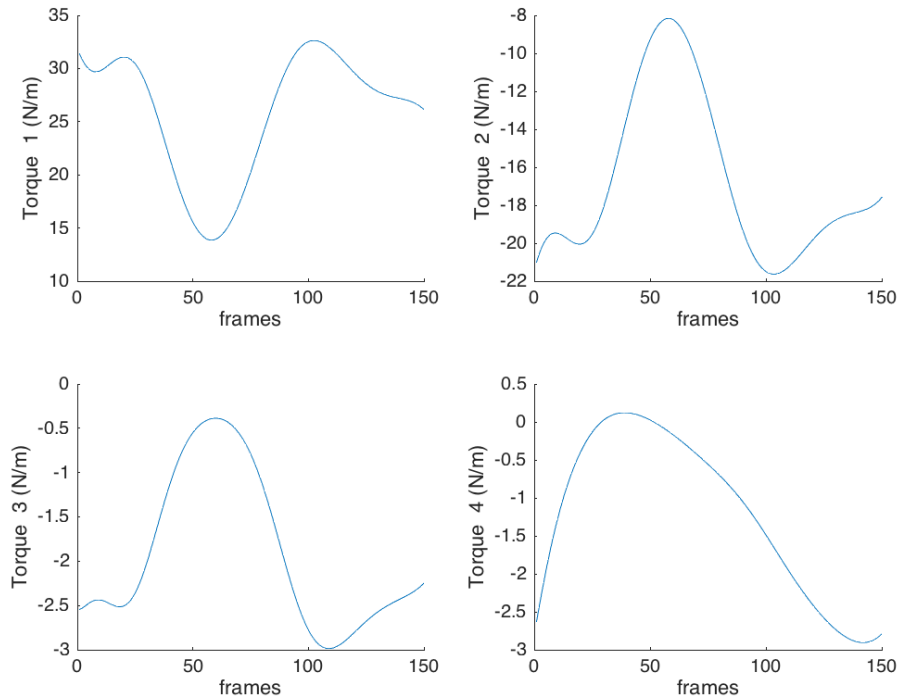 35
30
25
20
15
10
Torque 1 (N/m)
0 50 100 150
frames
-8
-10
-12
-14
-16
-18
-20
-22
Torque 2 (N/m)
0 50 100 150
frames
0
-0.5
-1
-1.5
-2
-2.5
-3
Torque 3 (N/m)
0 50 100 150
frames
0.5
0
-0.5
-1
-1.5
-2
-2.5
-3
Torque 4 (N/m)
0 50 100 150
frames